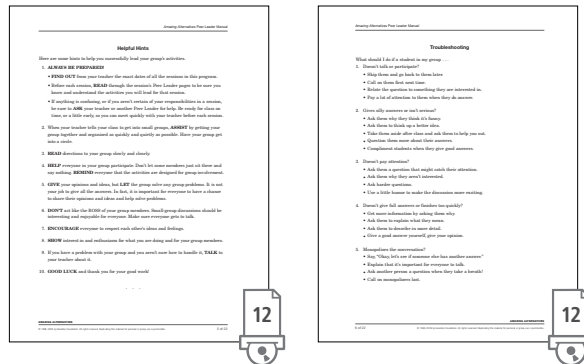 Amazing Alternatives Peer Leader Manual
Helpful Hints
Here are some hints to help you successfully lead your group's activities.
1. ALWAYS BE PREPARED!
• FIND OUT from your teacher the exact dates of all the sessions in this program.
• Before each session, READ through the session's Peer Leader pages to be sure you
know and understand the activities you will lead for that session.
• If anything is confusing, or if you aren't certain of your responsibilities in a session,
be sure to ASK your teacher or another Peer Leader for help. Be ready for class on
time, or a little early, so you can meet quickly with your teacher before each session.
2. When your teacher tells your class to get into small groups, ASSIST by getting your
group together and organized as quickly and quietly as possible. Have your group get
into a circle.
3. READ directions to your group slowly and clearly.
4. HELP everyone in your group participate. Don't let some members just sit there and
say nothing. REMIND everyone that the activities are designed for group involvement.
5. GIVE your opinions and ideas, but LET the group solve any group problems. It is not
your job to give all the answers. In fact, it is important for everyone to have a chance
to share their opinions and ideas and help solve problems.
6. DON'T act like the BOSS of your group members. Small-group discussions should be
interesting and enjoyable for everyone. Make sure everyone gets to talk.
7. ENCOURAGE everyone to respect each other's ideas and feelings.
8. SHOW interest in and enthusiasm for what you are doing and for your group members.
9. If you have a problem with your group and you aren't sure how to handle it, TALK to
your teacher about it.
10. GOOD LUCK and thank you for your good work!
AMAZING ALTERNATIVES
5 of 22
12
Amazing Alternatives Peer Leader Manual
Troubleshooting
What should I do if a student in my group . . .
1. Doesn't talk or participate?
• Skip them and go back to them later.
• Call on them first next time.
• Relate the question to something they are interested in.
• Pay a lot of attention to them when they do answer.
2. Gives silly answers or isn't serious?
• Ask them why they think it's funny.
• Ask them to think up a better idea.
• Take them aside after class and ask them to help you out.
• Question them more about their answers.
• Compliment students when they give good answers.
3. Doesn't pay attention?
• Ask them a question that might catch their attention.
• Ask them why they aren't interested.
• Ask harder questions.
• Use a little humor to make the discussion more exciting.
4. Doesn't give full answers or finishes too quickly?
• Get more information by asking them why.
• Ask them to explain what they mean.
• Ask them to describe in more detail.
• Give a good answer yourself; give your opinion.
5. Monopolizes the conversation?
• Say, "Okay, let's see if someone else has another answer."
• Explain that it's important for everyone to talk.
• Ask another person a question when they take a breath!
• Call on monopolizers last.
AMAZING ALTERNATIVES
6 of 22
12